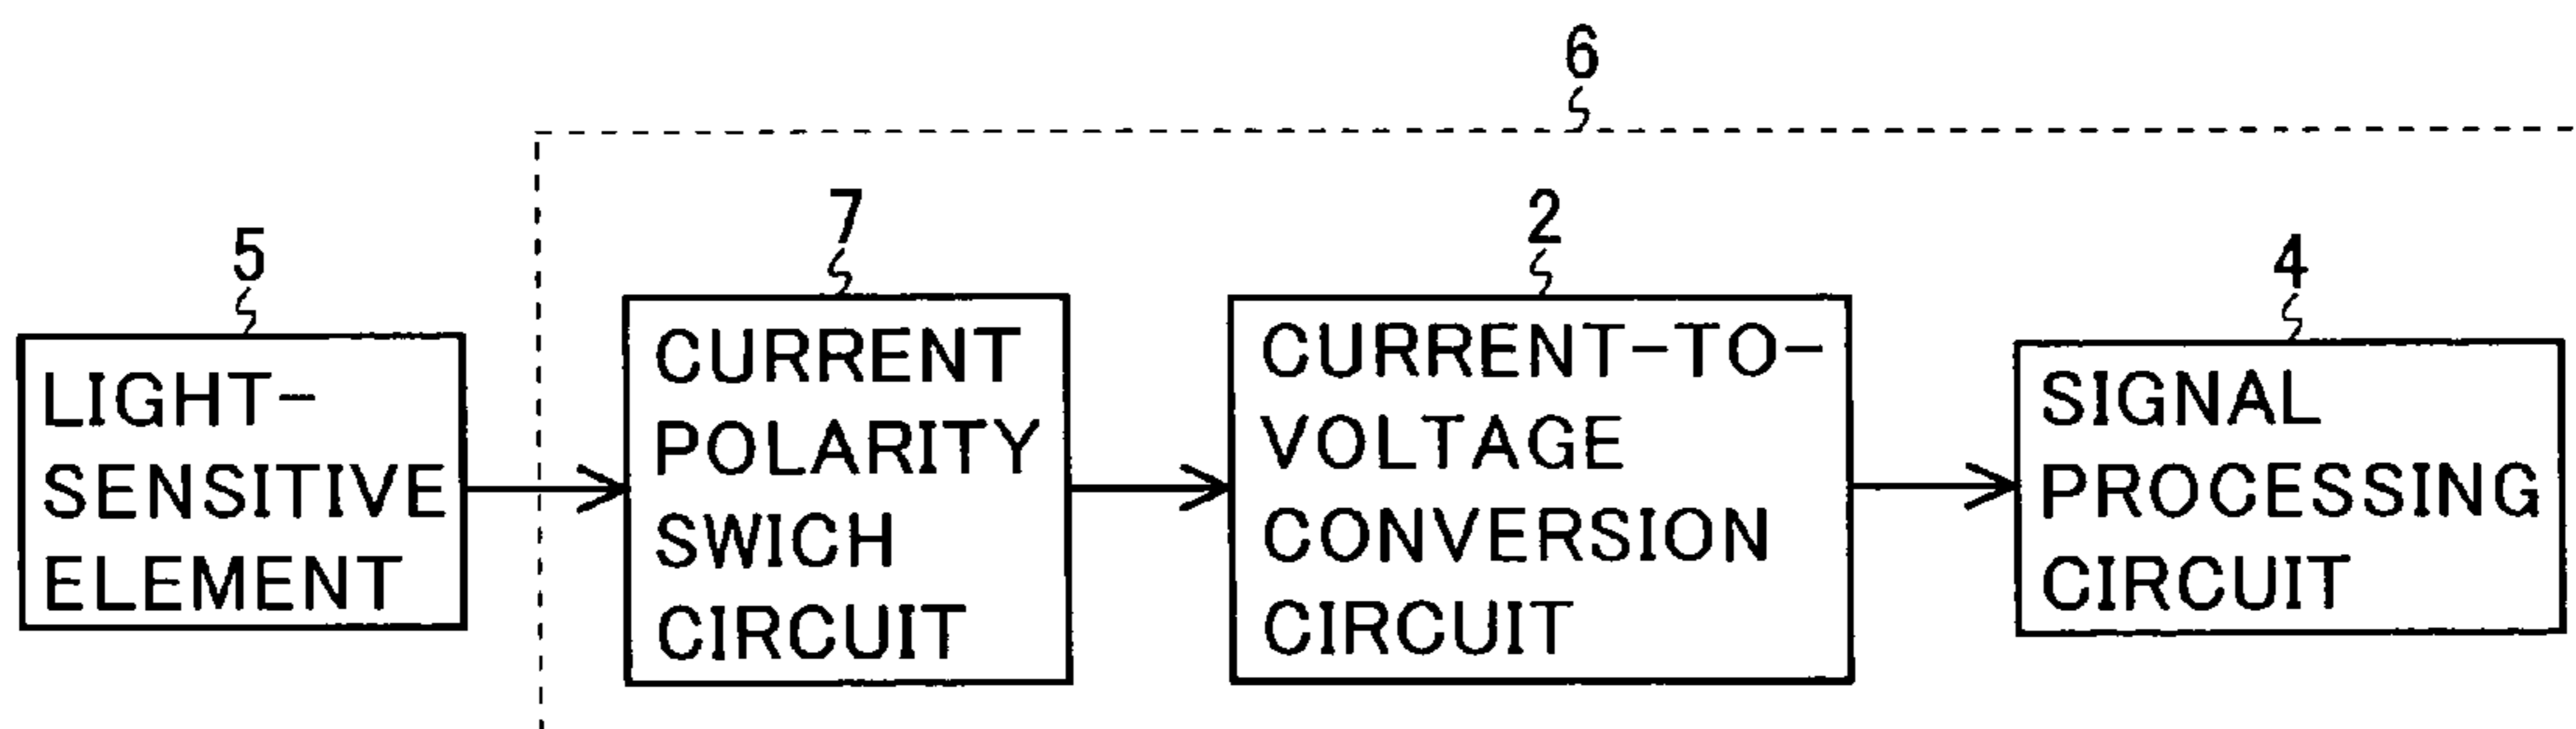 6
5
7
2
4
LIGHT-
SENSITIVE
ELEMENT
CURRENT
POLARITY
SWICH
CIRCUIT
CURRENT-TO-
VOLTAGE
CONVERSION
CIRCUIT
SIGNAL
PROCESSING
CIRCUIT